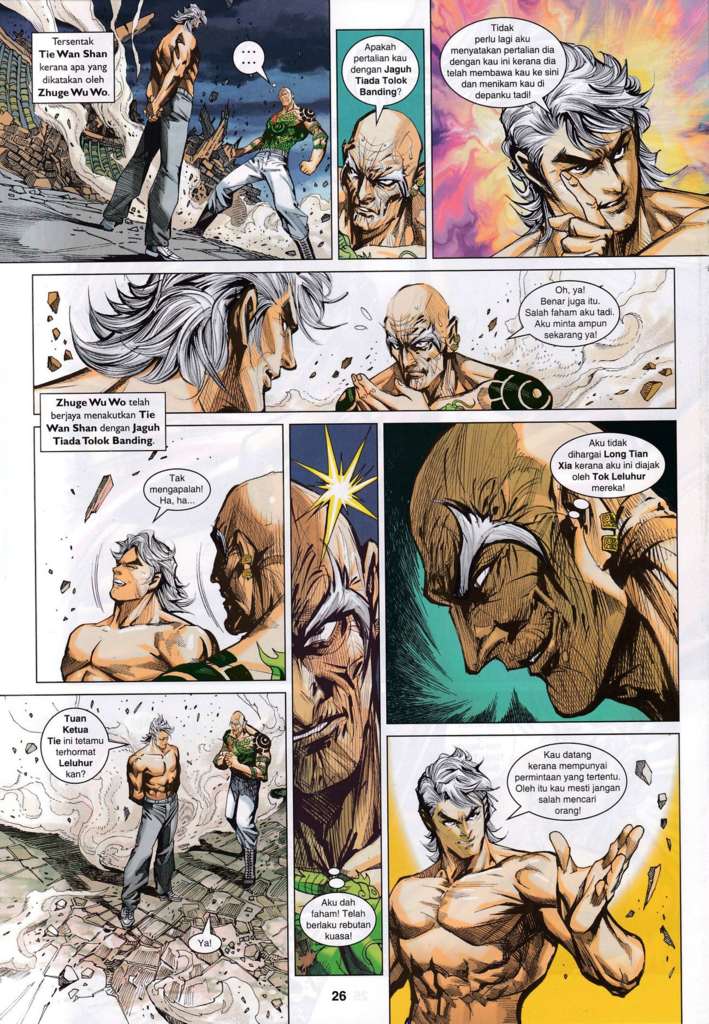 Tersentak
Tie Wan Shan
kerana apa yang
dikatakan oleh
Zhuge Wu Wo.
...
...
Apakah
pertalian kau
dengan Jaguh
Tiada Tolok
Banding?
Tidak
perlu lagi aku
menyatakan pertalian dia
dengan kau ini kerana dia
telah membawa kau ke sini
dan menikam kau di
depanku tadi!
Oh, ya!
Benar juga itu.
Salah faham aku tadi.
Aku minta ampun
sekarang ya!
Zhuge Wu Wo telah
berjaya menakutkan Tie
Wan Shan dengan Jaguh
Tiada Tolok Banding.
Tak
mengapalah!
Ha, ha...
Aku tidak
dihargai Long Tian
Xia kerana aku ini diajak
oleh Tok Leluhur
mereka!
Tuan
Ketua
Tie ini tetamu
terhormat
Leluhur
kan?
Ya!
Aku dah
faham! Telah
berlaku rebutan
kuasa!
Kau datang
kerana mempunyai
permintaan yang tertentu.
Oleh itu kau mesti jangan
salah mencari
orang!
26